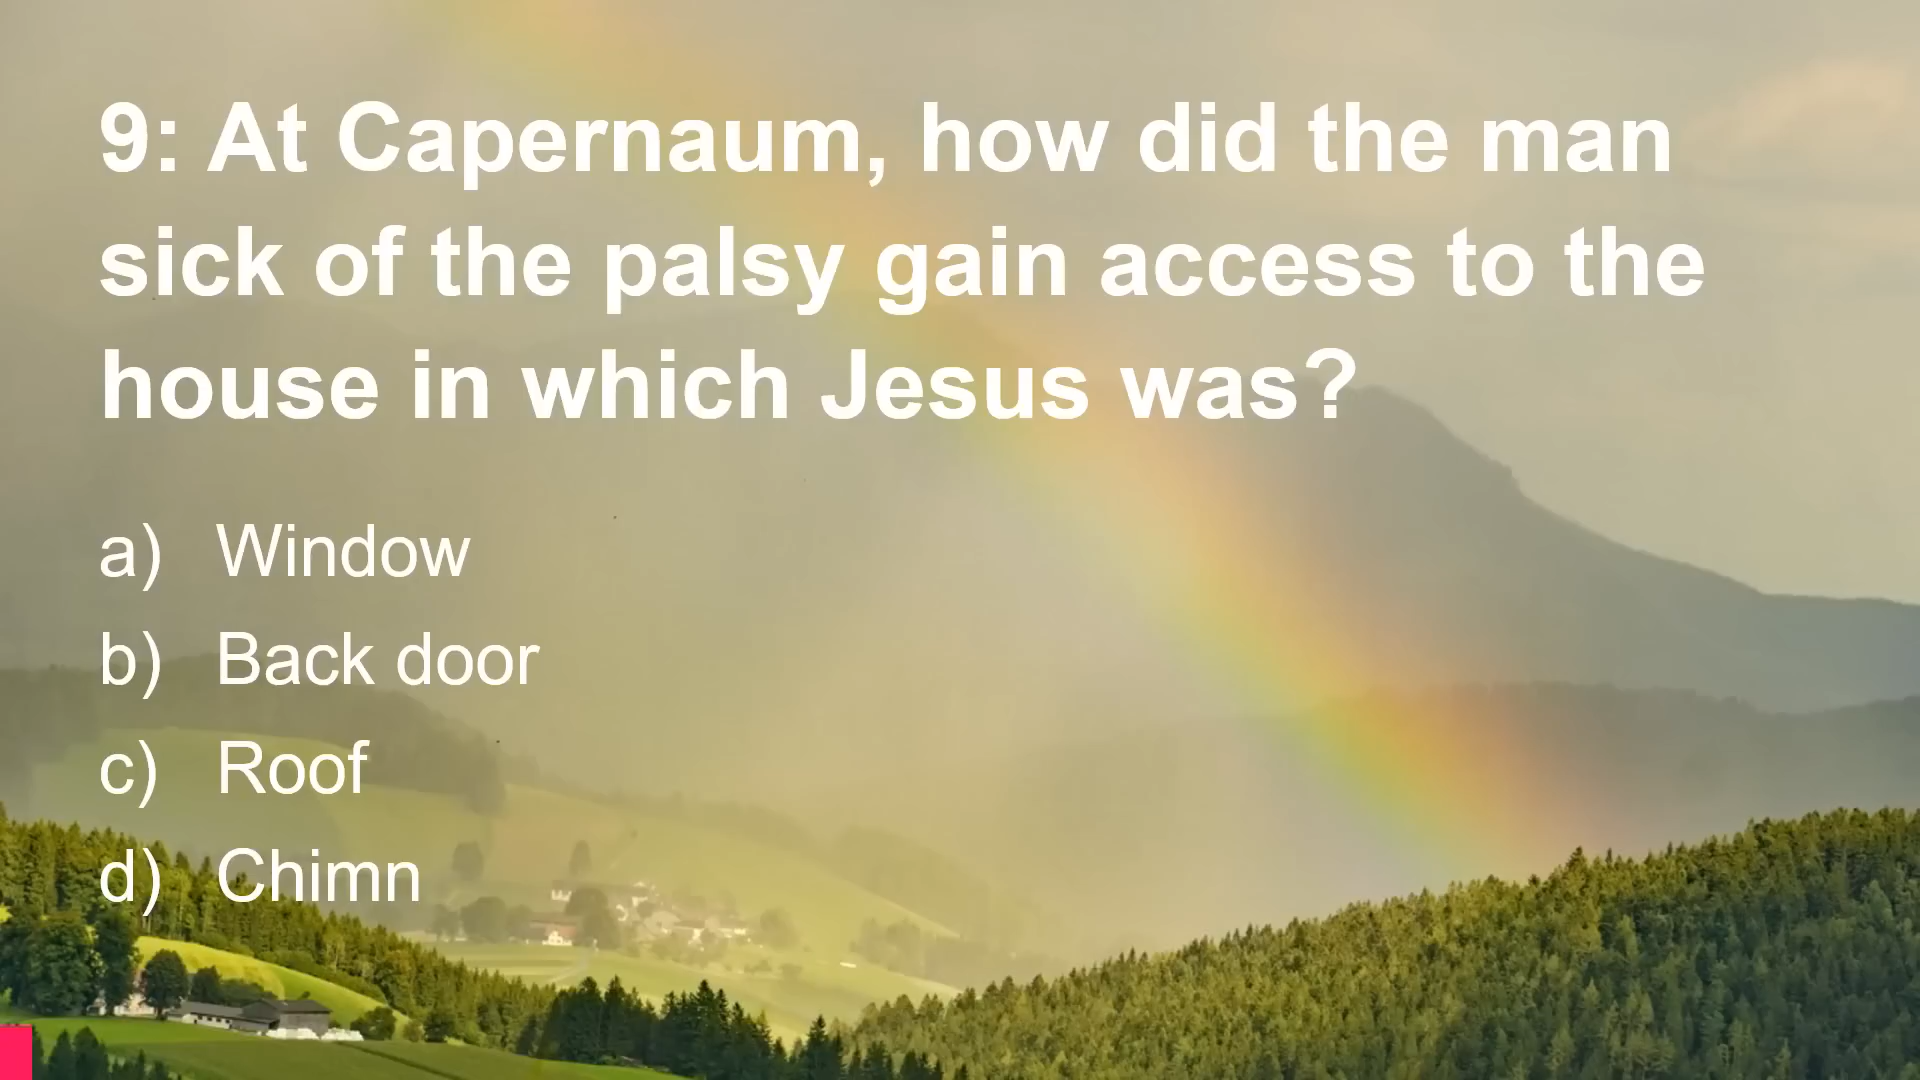 9: At Capernaum, how did the man
sick of the palsy gain access to the
house in which Jesus was?
a) Window
b) Back door
c) Roof
d) Chimn